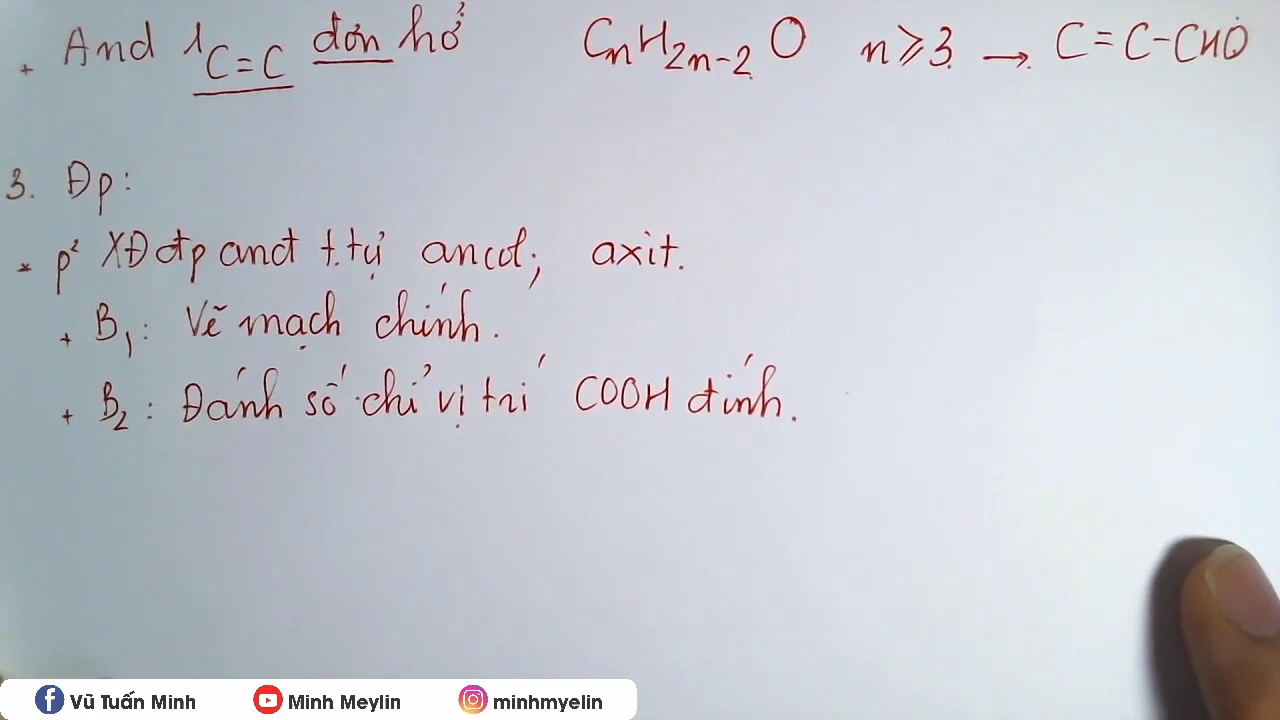 + And 1 C=C đơn hở CnH2n-2O n≥3 → C=C-CHO
3. Đp:
* p² XĐ đp anđ t.tự ancol; axit.
+ B1: Vẽ mạch chính.
+ B2: Đánh số chỉ vị trí COOH đính.
Vũ Tuấn Minh Minh Meylin minhmyelin